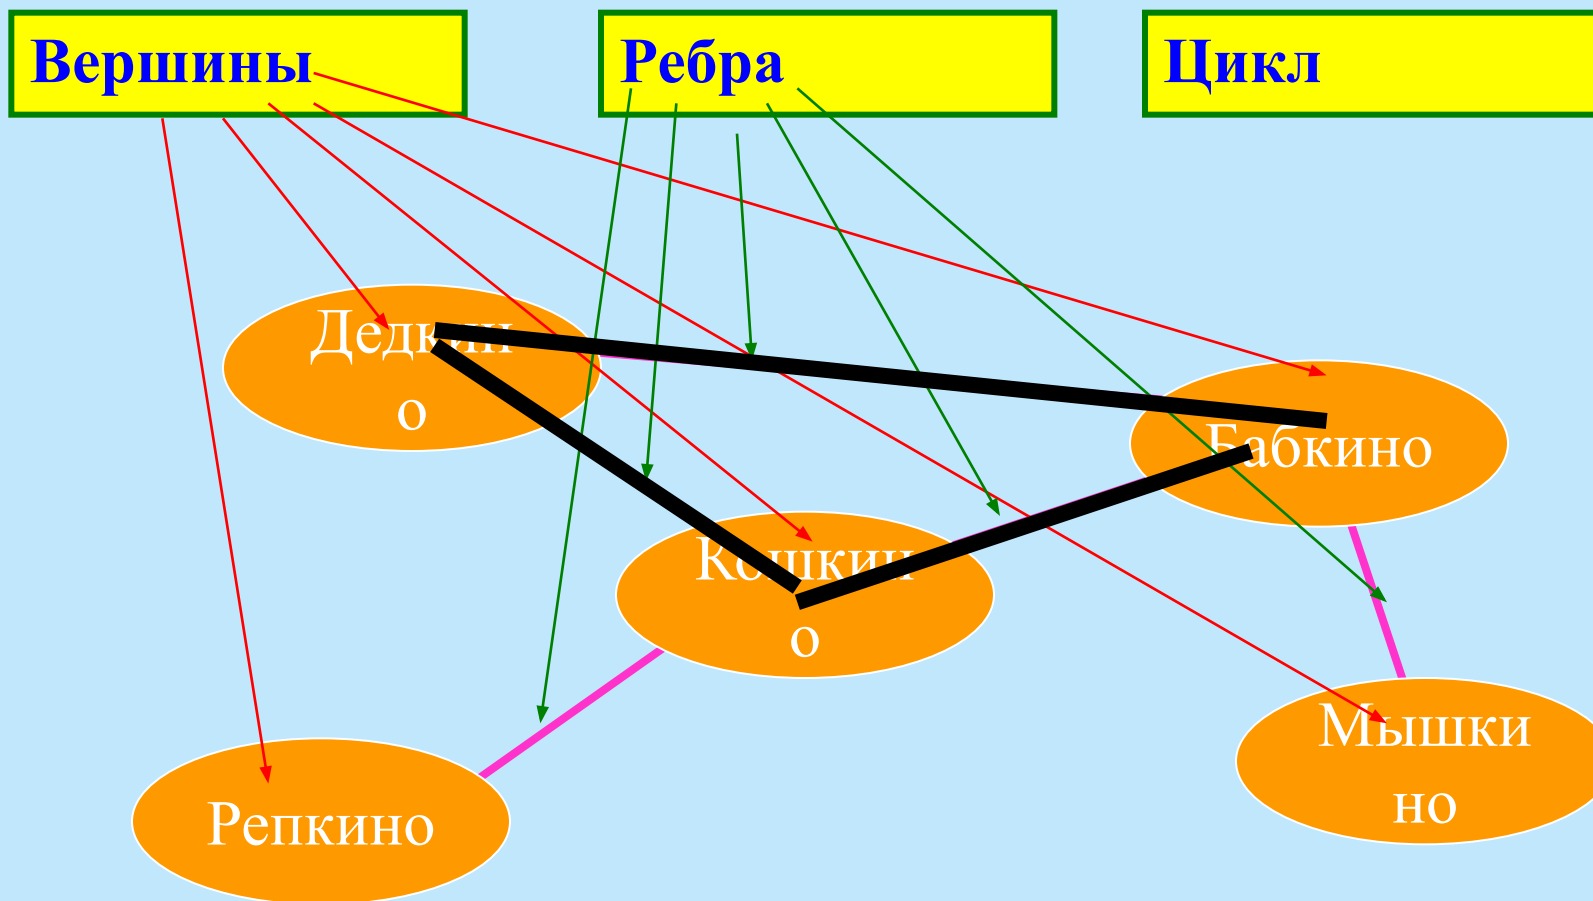 Вершины
Ребра
Цикл
Дедкин
о
Бабкино
Кошкин
о
Мышки
но
Репкино